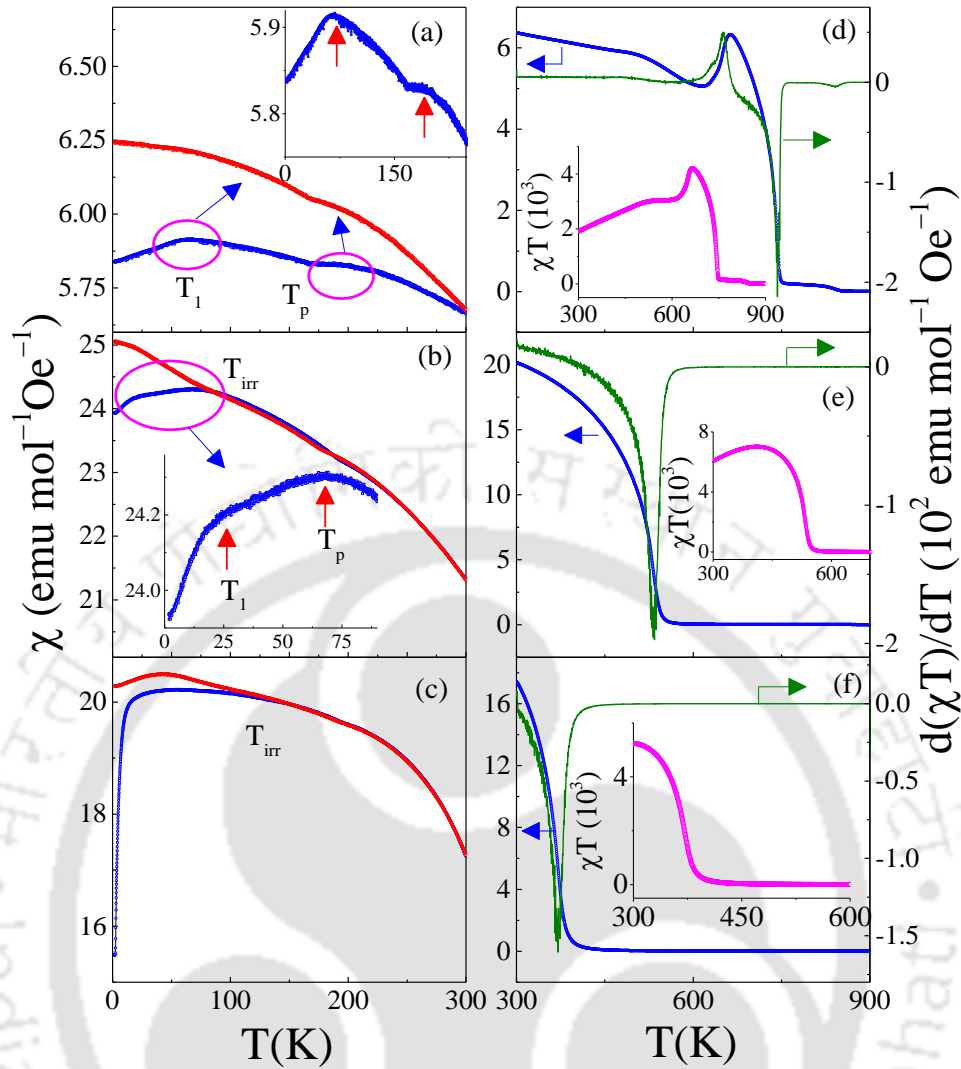 χ (emu mol⁻¹Oe⁻¹)
(a)
5.9
5.8
0 150
6.50
6.25
6.00
5.75
T₁
Tₚ
(b)
25
24
23
22
21
Tᵢᵣᵣ
24.2
24.0
0 25 50 75
T₁
Tₚ
(c)
20
18
15
Tᵢᵣᵣ
0 100 200 300
T(K)
(d)
6
4
2
0
0
-1
-2
χT (10³)
4
2
0
300 600 900
(e)
20
15
10
5
0
0
-1
-2
χT (10³)
8
4
0
300 600
(f)
16
12
8
4
0
0.0
-0.5
-1.0
-1.5
χT (10³)
4
0
300 450 600
300 600 900
T(K)
d(χT)/dT (10² emu mol⁻¹ Oe⁻¹)